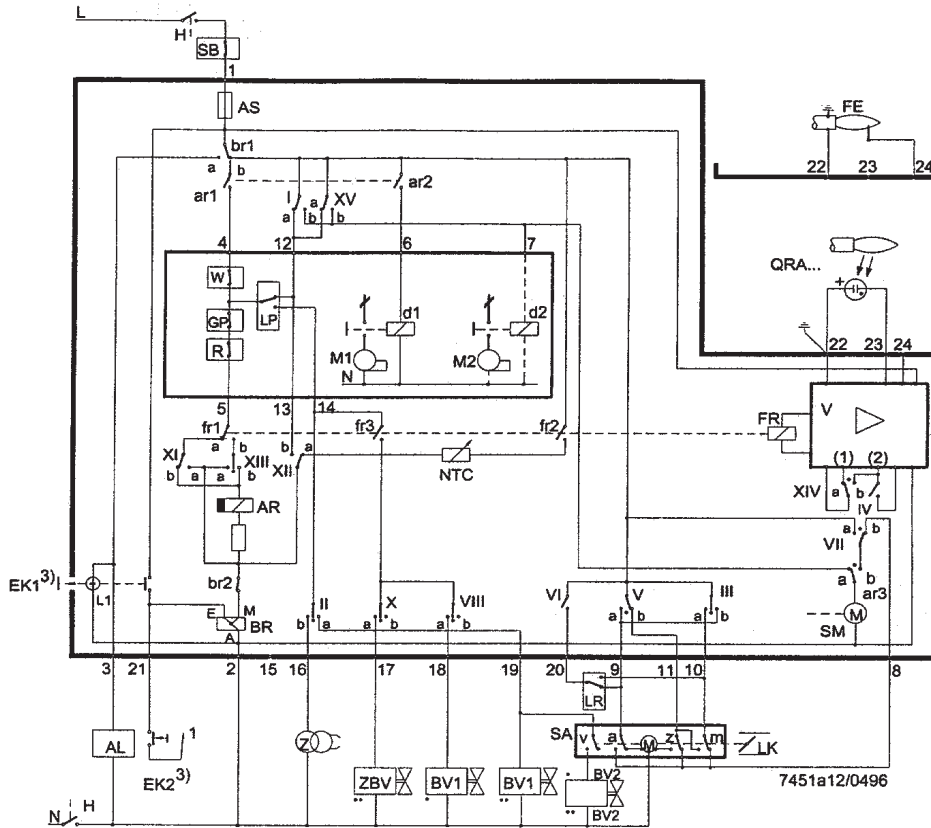 L
H
SB
1
AS
FE
22 23 24
br1
a b
ar1 ar2
I XV
a b a b
4 12 6 7
QRA...
+
22 23 24
W
LP
GP
R
d1 d2
M1 M2
N
5 13 14
fr1 fr3 fr2 FR V
XI a b XIII b a XII
b a a b
NTC
(1) (2)
XIV a b IV
AR
VII a b
a b
ar3
EK1³⁾
L1
br2
E M
BR
A
II X VIII VI V III
b a a b a b a b a b
M
SM
3 21 2 15 16 17 18 19 20 9 11 10 8
LR
SA v a M z m
LK
AL
1
EK2³⁾
Z
ZBV BV1 BV1 BV2
BV2
7451a12/0496
N H